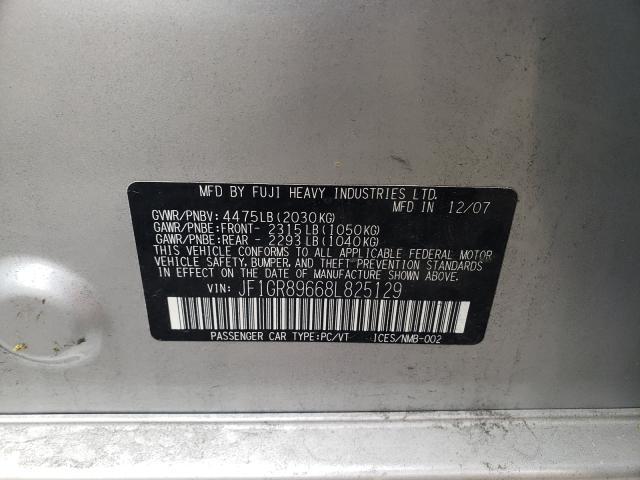 MFD BY FUJI HEAVY INDUSTRIES LTD.
MFD IN 12/07
GVWR/PNBV: 4475LB(2030KG)
GAWR/PNBE:FRONT- 2315LB(1050KG)
GAWR/PNBE:REAR - 2293LB(1040KG)
THIS VEHICLE CONFORMS TO ALL APPLICABLE FEDERAL MOTOR
VEHICLE SAFETY, BUMPER, AND THEFT PREVENTION STANDARDS
IN EFFECT ON THE DATE OF MANUFACTURE SHOWN ABOVE.
VIN: JF1GR89668L825129
PASSENGER CAR TYPE:PC/VT ICES/NMB-002